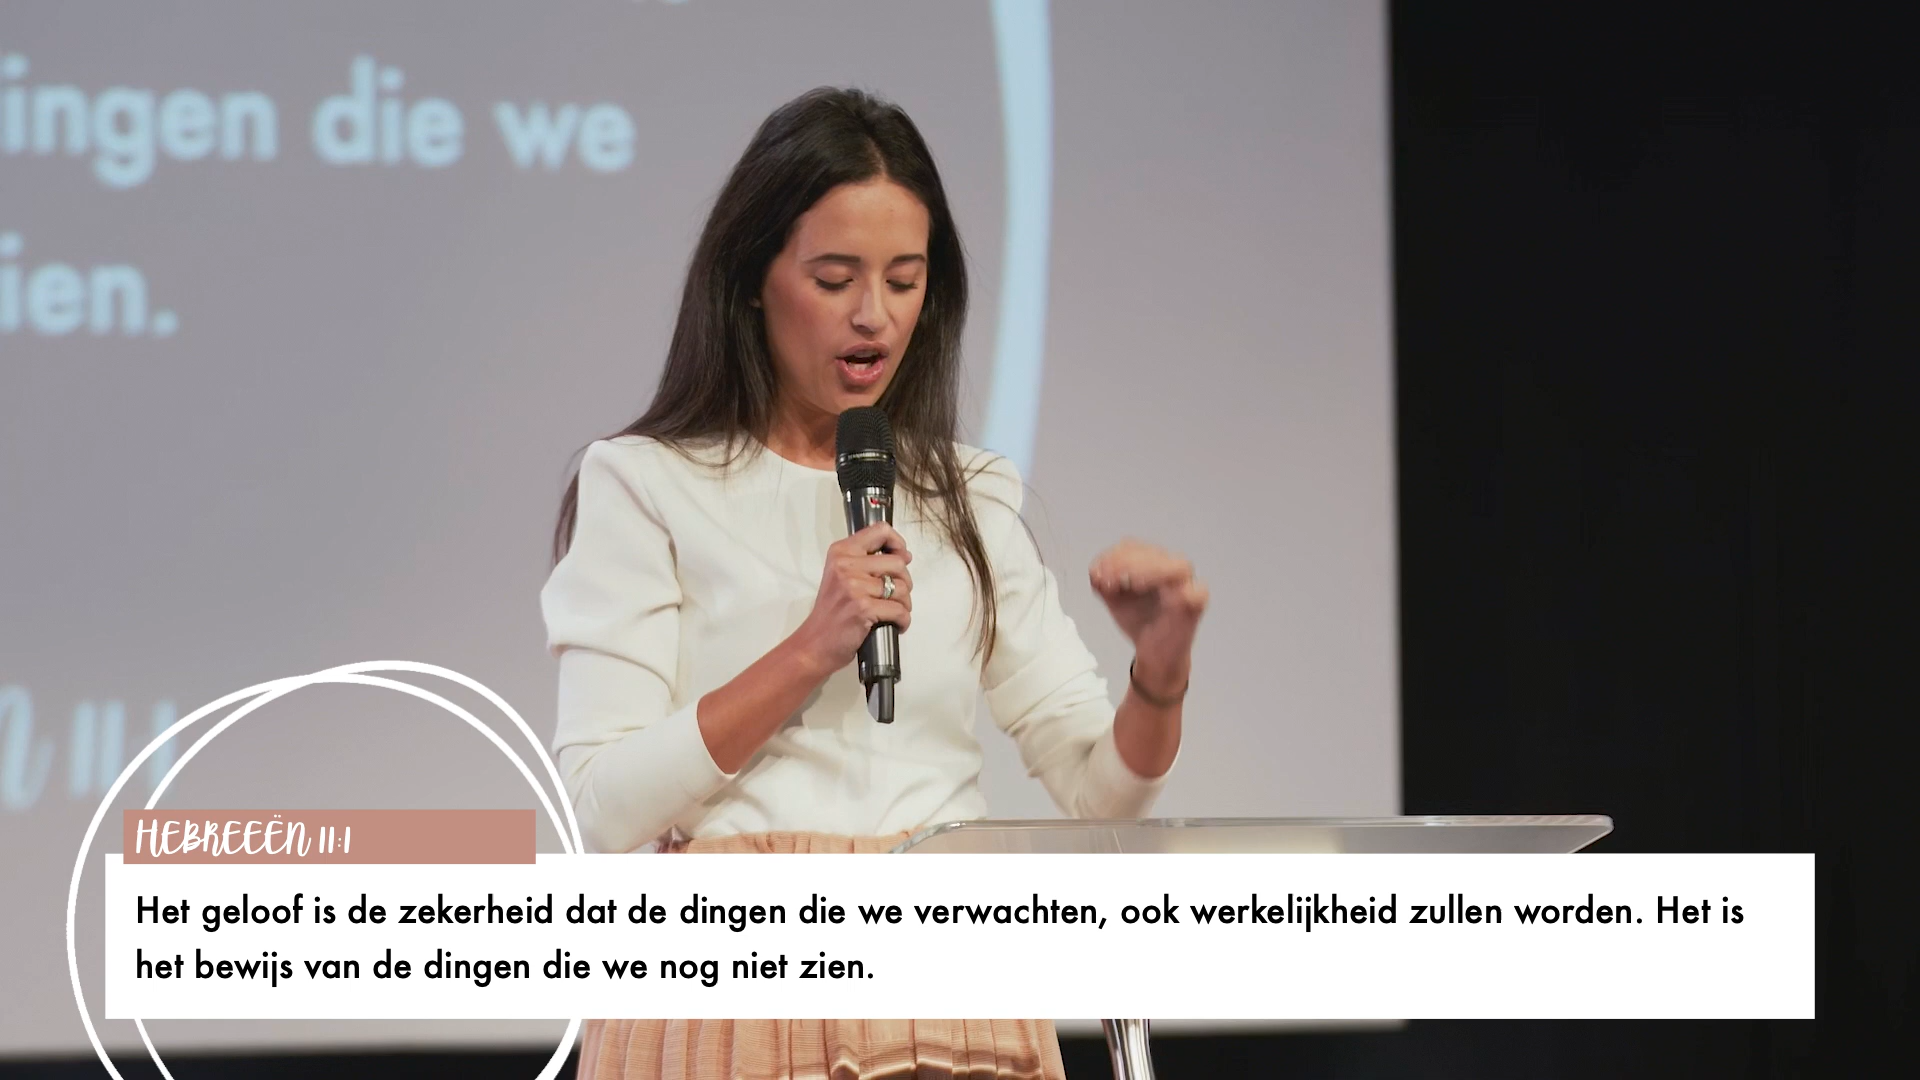 ingen die we
ien.
HEBREEËN 11:1
Het geloof is de zekerheid dat de dingen die we verwachten, ook werkelijkheid zullen worden. Het is
het bewijs van de dingen die we nog niet zien.